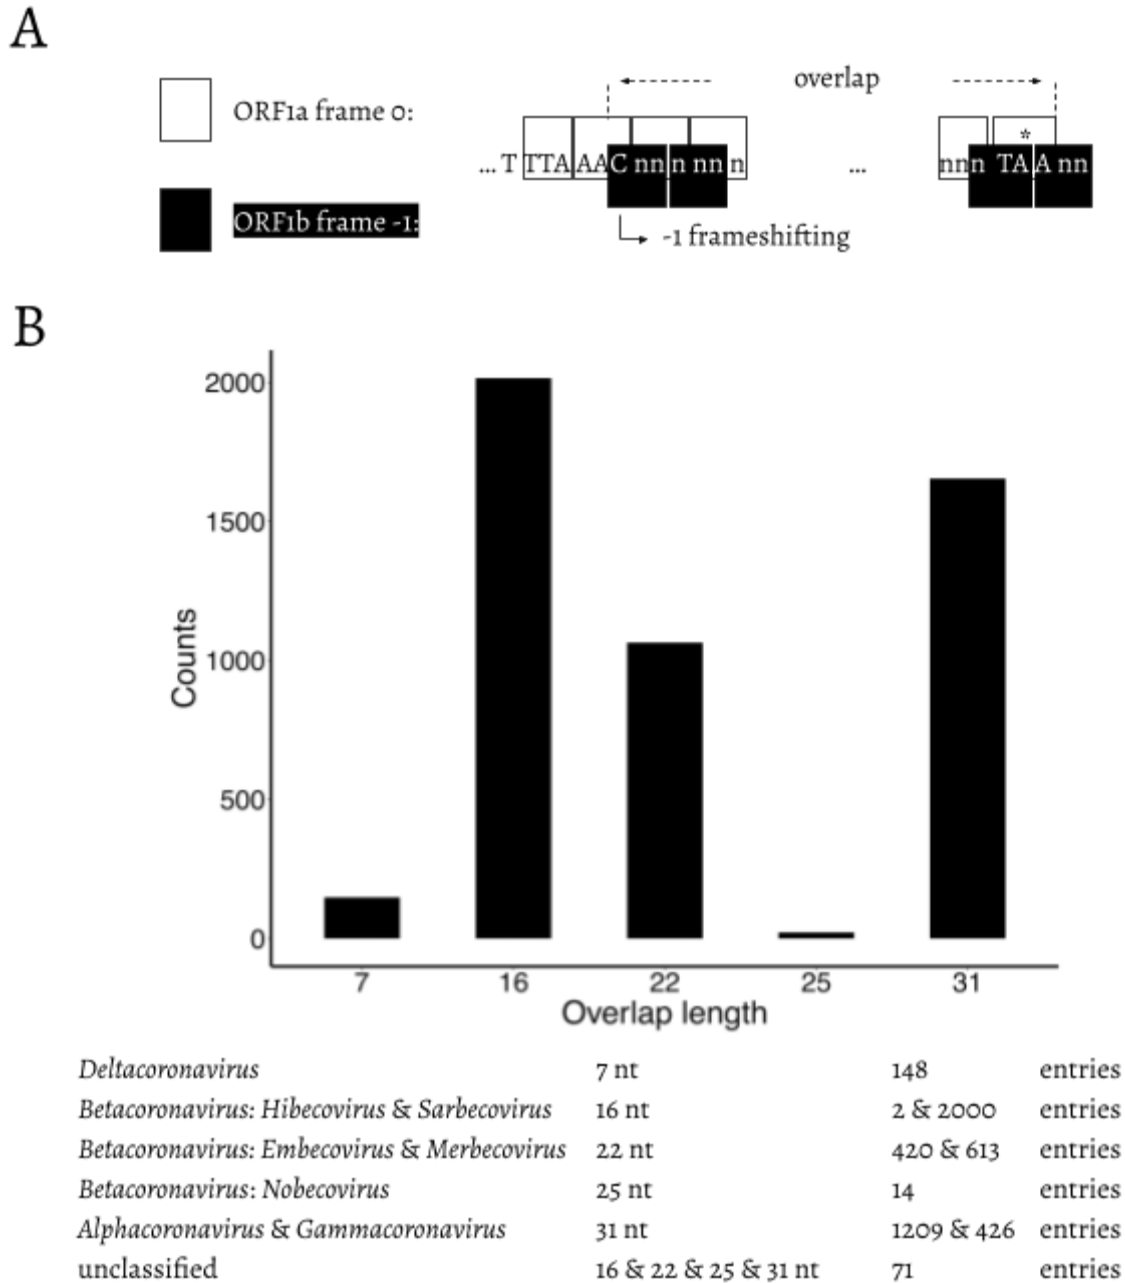 A
ORF1a frame 0:
overlap
... T TTA AA C nn n nn n ... nn n TA A nn
*
ORF1b frame -1:
-1 frameshifting
B
2000
1500
1000
500
0
Counts
7 16 22 25 31
Overlap length
Deltacoronavirus 7 nt 148 entries
Betacoronavirus: Hibecovirus & Sarbecovirus 16 nt 2 & 2000 entries
Betacoronavirus: Embecovirus & Merbecovirus 22 nt 420 & 613 entries
Betacoronavirus: Nobecovirus 25 nt 14 entries
Alphacoronavirus & Gammacoronavirus 31 nt 1209 & 426 entries
unclassified 16 & 22 & 25 & 31 nt 71 entries